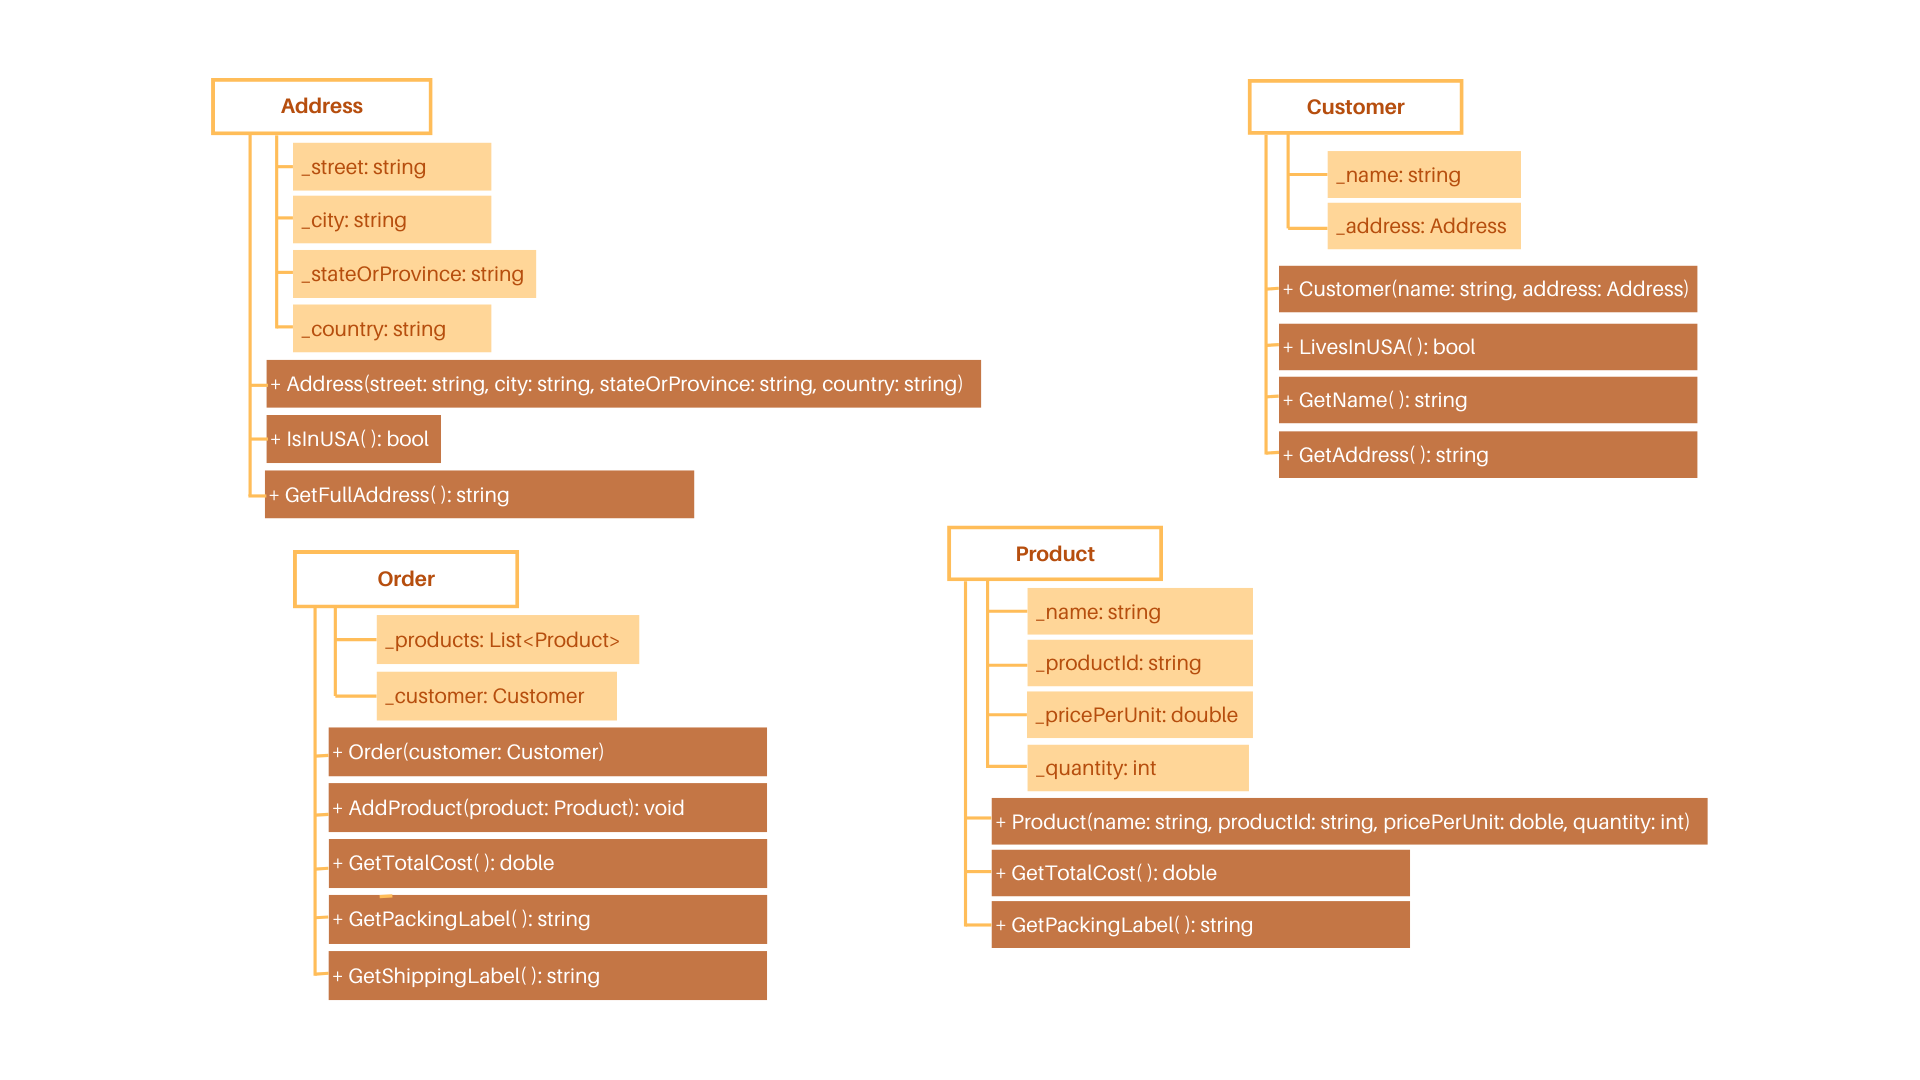 Address
_street: string
_city: string
_stateOrProvince: string
_country: string
+ Address(street: string, city: string, stateOrProvince: string, country: string)
+ IsInUSA( ): bool
+ GetFullAddress( ): string
Customer
_name: string
_address: Address
+ Customer(name: string, address: Address)
+ LivesInUSA( ): bool
+ GetName( ): string
+ GetAddress( ): string
Order
_products: List<Product>
_customer: Customer
+ Order(customer: Customer)
+ AddProduct(product: Product): void
+ GetTotalCost( ): doble
+ GetPackingLabel( ): string
+ GetShippingLabel( ): string
Product
_name: string
_productId: string
_pricePerUnit: double
_quantity: int
+ Product(name: string, productId: string, pricePerUnit: doble, quantity: int)
+ GetTotalCost( ): doble
+ GetPackingLabel( ): string